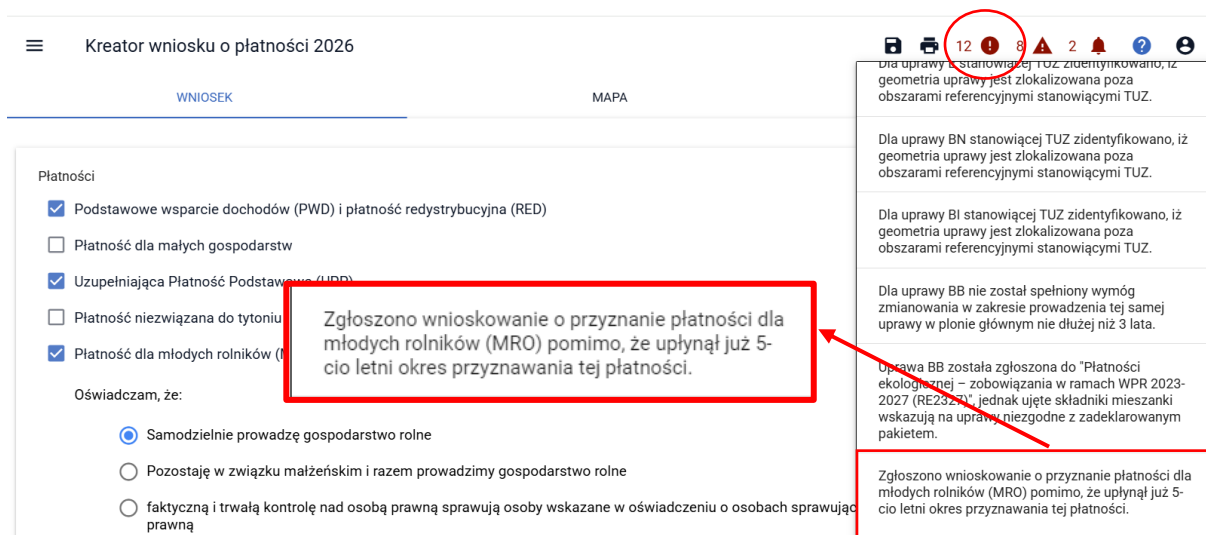 Kreator wniosku o płatności 2026
12 8 2
WNIOSEK
MAPA
Płatności
Podstawowe wsparcie dochodów (PWD) i płatność redystrybucyjna (RED)
Płatność dla małych gospodarstw
Uzupełniająca Płatność Podstawowa (UPP)
Płatność niezwiązana do tytoniu
Płatność dla młodych rolników
Oświadczam, że:
Samodzielnie prowadzę gospodarstwo rolne
Pozostaję w związku małżeńskim i razem prowadzimy gospodarstwo rolne
faktyczną i trwałą kontrolę nad osobą prawną sprawują osoby wskazane w oświadczeniu o osobach sprawując
prawną
Zgłoszono wnioskowanie o przyznanie płatności dla
młodych rolników (MRO) pomimo, że upłynął już 5-
cio letni okres przyznawania tej płatności.
Dla uprawy stanowiącej TUZ zidentyfikowano, iż
geometria uprawy jest zlokalizowana poza
obszarami referencyjnymi stanowiącymi TUZ.
Dla uprawy BN stanowiącej TUZ zidentyfikowano, iż
geometria uprawy jest zlokalizowana poza
obszarami referencyjnymi stanowiącymi TUZ.
Dla uprawy BI stanowiącej TUZ zidentyfikowano, iż
geometria uprawy jest zlokalizowana poza
obszarami referencyjnymi stanowiącymi TUZ.
Dla uprawy BB nie został spełniony wymóg
zmianowania w zakresie prowadzenia tej samej
uprawy w plonie głównym nie dłużej niż 3 lata.
Uprawa BB została zgłoszona do "Płatności
ekologicznej – zobowiązania w ramach WPR 2023-
2027 (RE2327)", jednak ujęte składniki mieszanki
wskazują na uprawy niezgodne z zadeklarowanym
pakietem.
Zgłoszono wnioskowanie o przyznanie płatności dla
młodych rolników (MRO) pomimo, że upłynął już 5-
cio letni okres przyznawania tej płatności.